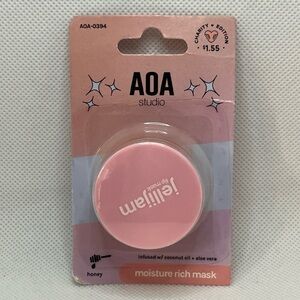 AOA-0394
CHARITY + EDITION
$1.55
AOA
studio
jellijam
lip mask
infused w/ coconut oil + aloe vera
honey
moisture rich mask